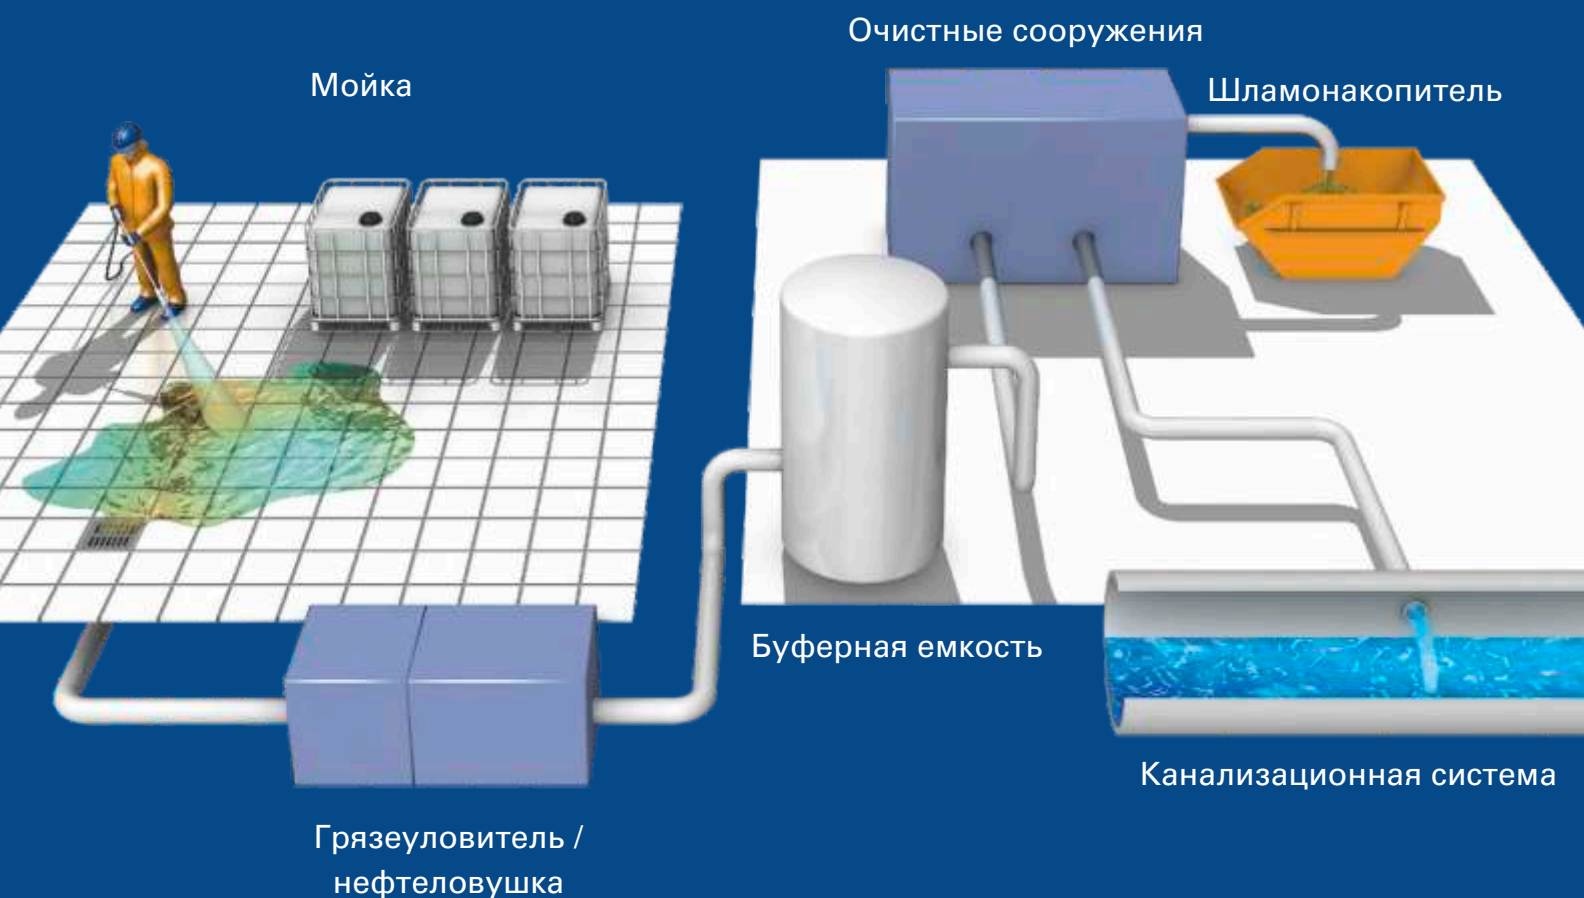 Очистные сооружения
Мойка
Шламонакопитель
Буферная емкость
Канализационная система
Грязеуловитель /
нефтеловушка